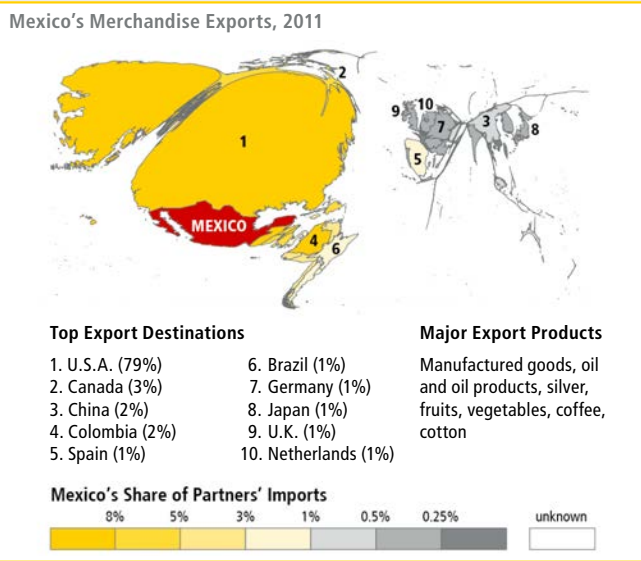 Mexico's Merchandise Exports, 2011
2
9
10
7
3
8
1
5
MEXICO
4
6
Top Export Destinations
1. U.S.A. (79%)
2. Canada (3%)
3. China (2%)
4. Colombia (2%)
5. Spain (1%)
6. Brazil (1%)
7. Germany (1%)
8. Japan (1%)
9. U.K. (1%)
10. Netherlands (1%)
Major Export Products
Manufactured goods, oil
and oil products, silver,
fruits, vegetables, coffee,
cotton
Mexico's Share of Partners' Imports
8% 5% 3% 1% 0.5% 0.25% unknown